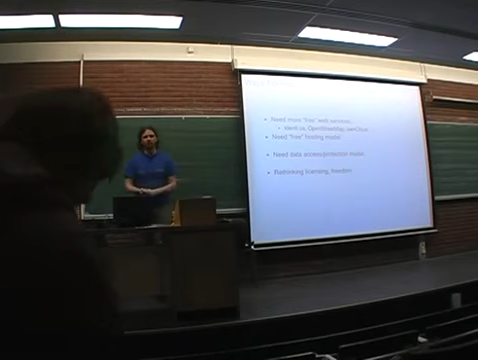 Need more "free" web services,
Identi.ca, OpenStreetMap, ownCloud
Need "free" hosting model
Need data access/protection model,
Rethinking licensing, freedom